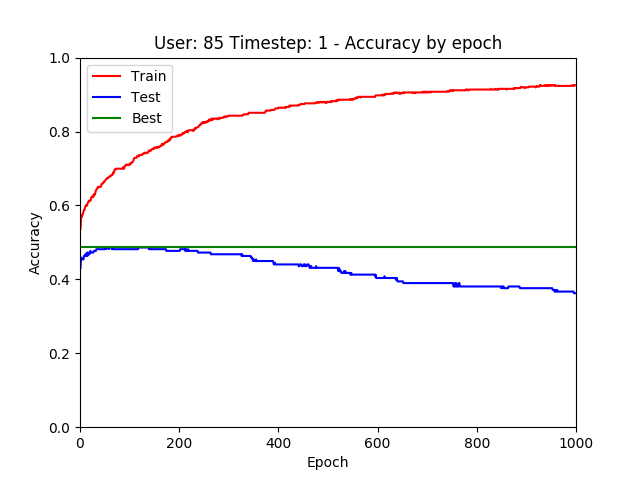 User: 85 Timestep: 1 - Accuracy by epoch
1.0
0.8
0.6
0.4
0.2
0.0
Accuracy
Train
Test
Best
0 200 400 600 800 1000
Epoch